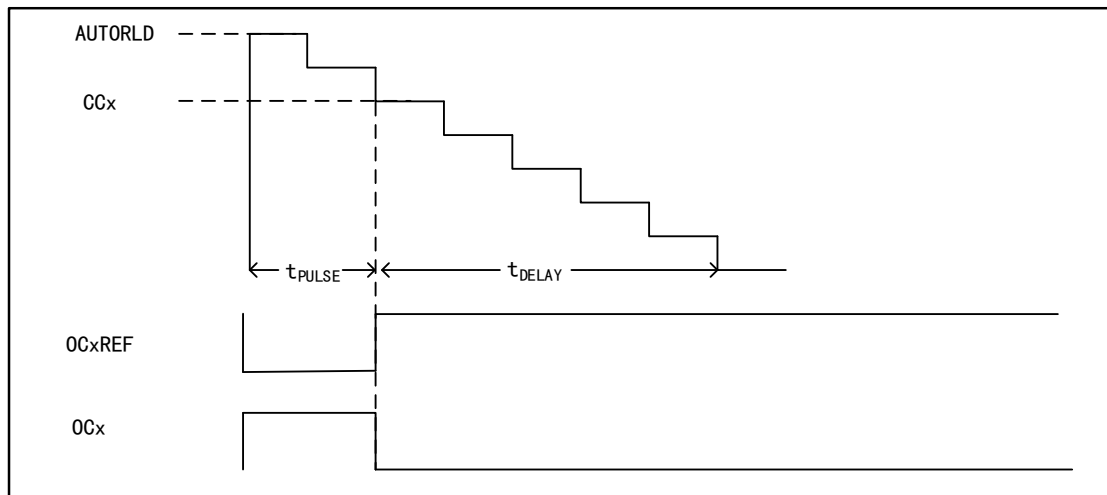 AUTORLD
CCx
tPULSE
tDELAY
OCxREF
OCx